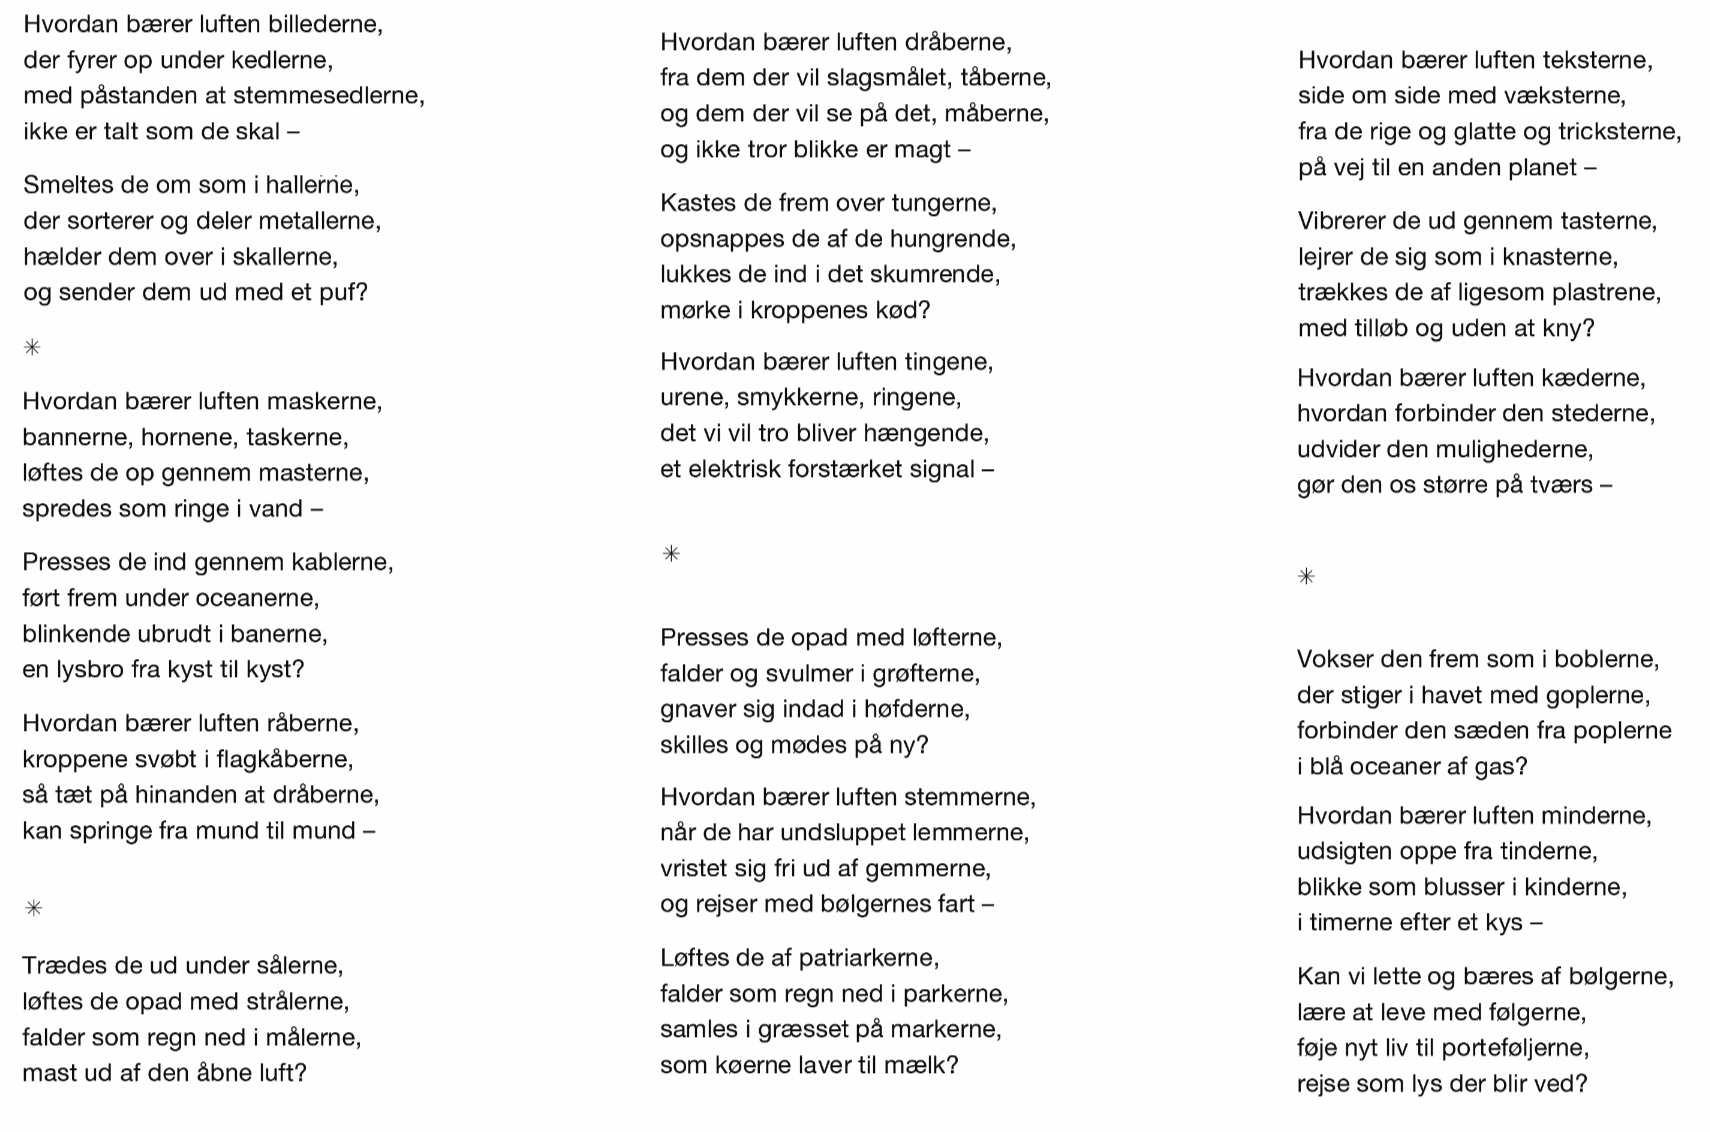 Hvordan bærer luften billederne,
der fyrer op under kedlerne,
med påstanden at stemmesedlerne,
ikke er talt som de skal –
Smeltes de om som i hallerne,
der sorterer og deler metallerne,
hælder dem over i skallerne,
og sender dem ud med et puf?
✳
Hvordan bærer luften maskerne,
bannerne, hornene, taskerne,
løftes de op gennem masterne,
spredes som ringe i vand –
Presses de ind gennem kablerne,
ført frem under oceanerne,
blinkende ubrudt i banerne,
en lysbro fra kyst til kyst?
Hvordan bærer luften råberne,
kroppene svøbt i flagkåberne,
så tæt på hinanden at dråberne,
kan springe fra mund til mund –
✳
Trædes de ud under sålerne,
løftes de opad med strålerne,
falder som regn ned i målerne,
mast ud af den åbne luft?
Hvordan bærer luften dråberne,
fra dem der vil slagsmålet, tåberne,
og dem der vil se på det, måberne,
og ikke tror blikke er magt –
Kastes de frem over tungerne,
opsnappes de af de hungrende,
lukkes de ind i det skumrende,
mørke i kroppenes kød?
Hvordan bærer luften tingene,
urene, smykkerne, ringene,
det vi vil tro bliver hængende,
et elektrisk forstærket signal –
✳
Presses de opad med løfterne,
falder og svulmer i grøfterne,
gnaver sig indad i høfderne,
skilles og mødes på ny?
Hvordan bærer luften stemmerne,
når de har undsluppet lemmerne,
vristet sig fri ud af gemmerne,
og rejser med bølgernes fart –
Løftes de af patriarkerne,
falder som regn ned i parkerne,
samles i græsset på markerne,
som køerne laver til mælk?
Hvordan bærer luften teksterne,
side om side med væksterne,
fra de rige og glatte og tricksterne,
på vej til en anden planet –
Vibrerer de ud gennem tasterne,
lejrer de sig som i knasterne,
trækkes de af ligesom plastrene,
med tilløb og uden at kny?
Hvordan bærer luften kæderne,
hvordan forbinder den stederne,
udvider den mulighederne,
gør den os større på tværs –
✳
Vokser den frem som i boblerne,
der stiger i havet med goplerne,
forbinder den sæden fra poplerne
i blå oceaner af gas?
Hvordan bærer luften minderne,
udsigten oppe fra tinderne,
blikke som blusser i kinderne,
i timerne efter et kys –
Kan vi lette og bæres af bølgerne,
lære at leve med følgerne,
føje nyt liv til porteføljerne,
rejse som lys der blir ved?